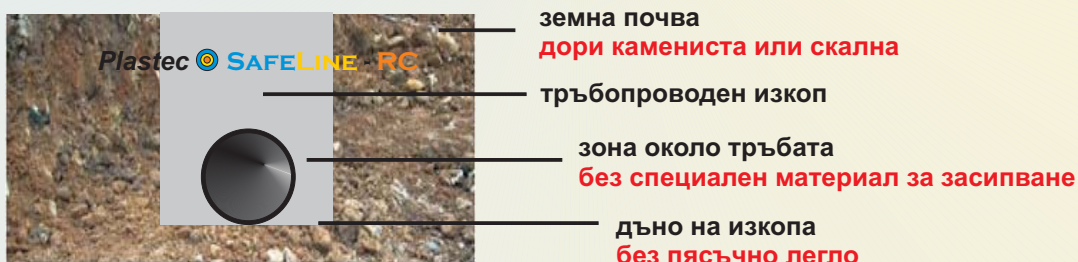 земна почва
дори камениста или скална
Plastec SAFELINE - RC
тръбопроводен изкоп
зона около тръбата
без специален материал за засипване
дъно на изкопа
без пясъчно легло